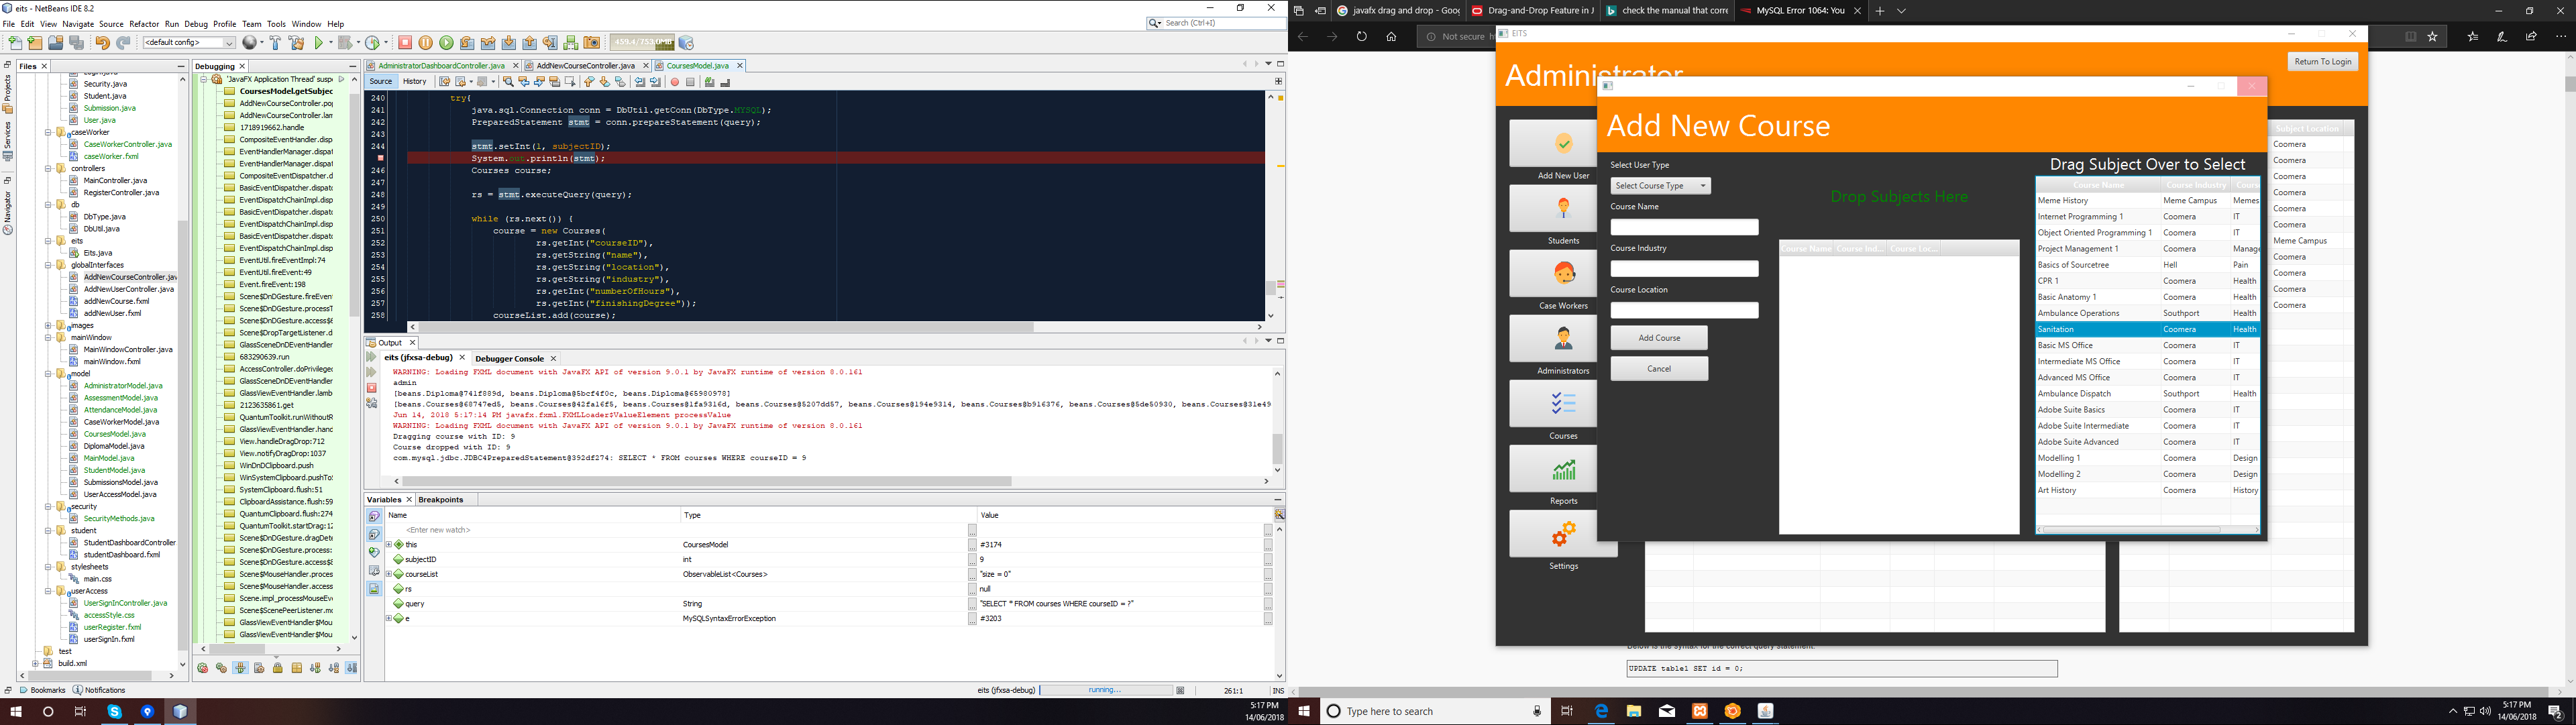 eits - NetBeans IDE 8.2
File Edit View Navigate Source Refactor Run Debug Profile Team Tools Window Help
Search (Ctrl+I)
<default config>
459.4/753.0MB
Files
Security.java
Student.java
Submission.java
User.java
caseWorker
CaseWorkerController.java
caseWorker.fxml
controllers
MainController.java
RegisterController.java
db
DbType.java
DbUtil.java
eits
Eits.java
globalInterfaces
AddNewCourseController.jav
AddNewUserController.java
addNewCourse.fxml
addNewUser.fxml
images
mainWindow
MainWindowController.java
mainWindow.fxml
model
AdministratorModel.java
AssessmentModel.java
AttendanceModel.java
CaseWorkerModel.java
CoursesModel.java
DiplomaModel.java
MainModel.java
StudentModel.java
SubmissionsModel.java
UserAccessModel.java
security
SecurityMethods.java
student
StudentDashboardController
studentDashboard.fxml
stylesheets
main.css
userAccess
UserSignInController.java
accessStyle.css
userRegister.fxml
userSignIn.fxml
test
build.xml
Projects
Services
Navigator
Debugging
'JavaFX Application Thread' susp
CoursesModel.getSubjec
AddNewCourseController.pop
AddNewCourseController.lam
1718919662.handle
CompositeEventHandler.disp
EventHandlerManager.dispat
EventHandlerManager.dispat
CompositeEventDispatcher.d
BasicEventDispatcher.dispatc
EventDispatchChainImpl.disp
BasicEventDispatcher.dispatc
EventDispatchChainImpl.disp
EventUtil.fireEventImpl:74
EventUtil.fireEvent:49
Event.fireEvent:198
Scene$DnDGesture.fireEvent
Scene$DnDGesture.processT
Scene$DnDGesture.access$6
Scene$DropTargetListener.d
GlassSceneDnDEventHandler
683290639.run
AccessController.doPrivileged
GlassSceneDnDEventHandler
GlassViewEventHandler.lamb
2123635861.get
QuantumToolkit.runWithoutR
GlassViewEventHandler.hand
View.handleDragDrop:712
View.notifyDragDrop:1037
WinDnDClipboard.push
WinSystemClipboard.pushToS
SystemClipboard.flush:51
ClipboardAssistance.flush:59
QuantumClipboard.flush:274
QuantumToolkit.startDrag:12
Scene$DnDGesture.dragDete
Scene$DnDGesture.process:
Scene$DnDGesture.access$8
Scene$MouseHandler.proces
Scene$MouseHandler.access
Scene.impl_processMouseEve
Scene$ScenePeerListener.mo
GlassViewEventHandler$Mou
GlassViewEventHandler$Mou
AdministratorDashboardController.java AddNewCourseController.java CoursesModel.java
Source History
240 try{
241 java.sql.Connection conn = DbUtil.getConn(DbType.MYSQL);
242 PreparedStatement stmt = conn.prepareStatement(query);
243
244 stmt.setInt(1, subjectID);
System.out.println(stmt);
246 Courses course;
247
248 rs = stmt.executeQuery(query);
249
250 while (rs.next()) {
251 course = new Courses(
252 rs.getInt("courseID"),
253 rs.getString("name"),
254 rs.getString("location"),
255 rs.getString("industry"),
256 rs.getInt("numberOfHours"),
257 rs.getInt("finishingDegree"));
258 courseList.add(course);
Output
eits (jfxsa-debug) Debugger Console
WARNING: Loading FXML document with JavaFX API of version 9.0.1 by JavaFX runtime of version 8.0.161
admin
[beans.Diploma@741f889d, beans.Diploma@5bcf4f0c, beans.Diploma@65980978]
[beans.Courses@68747ed5, beans.Courses@1fa9316d, beans.Courses@42fa16f5, beans.Courses@5207dd57, beans.Courses@194e9314, beans.Courses@b916376, beans.Courses@5de50930, beans.Courses@31e49
Jun 14, 2018 5:17:14 PM javafx.fxml.FXMLLoader$ValueElement processValue
WARNING: Loading FXML document with JavaFX API of version 9.0.1 by JavaFX runtime of version 8.0.161
Dragging course with ID: 9
Course dropped with ID: 9
com.mysql.jdbc.JDBC4PreparedStatement@392df274: SELECT * FROM courses WHERE courseID = 9
Variables Breakpoints
Name Type Value
<Enter new watch>
this CoursesModel #3174
subjectID int 9
courseList ObservableList<Courses> "size = 0"
rs null
query String "SELECT * FROM courses WHERE courseID = ?"
e MySQLSyntaxErrorException #3203
Bookmarks Notifications
eits (jfxsa-debug) running... 261:1 INS
5:17 PM
14/06/2018
javafx drag and drop - Goog
Drag-and-Drop Feature in J
check the manual that corre
MySQL Error 1064: You
Not secure
EITS
Administrator
Return To Login
Add New User
Students
Case Workers
Administrators
Courses
Reports
Settings
Subject Location
Coomera
Coomera
Coomera
Coomera
Coomera
Coomera
Meme Campus
Coomera
Coomera
Coomera
Coomera
Add New Course
Select User Type
Select Course Type
Course Name
Course Industry
Course Location
Add Course
Cancel
Drop Subjects Here
Course Name Course Ind... Course Loc...
Drag Subject Over to Select
Course Name Course Industry Cours
Meme History Meme Campus Memes
Internet Programming 1 Coomera IT
Object Oriented Programming 1 Coomera IT
Project Management 1 Coomera Manage
Basics of Sourcetree Hell Pain
CPR 1 Coomera Health
Basic Anatomy 1 Coomera Health
Ambulance Operations Southport Health
Sanitation Coomera Health
Basic MS Office Coomera IT
Intermediate MS Office Coomera IT
Advanced MS Office Coomera IT
Ambulance Dispatch Southport Health
Adobe Suite Basics Coomera IT
Adobe Suite Intermediate Coomera IT
Adobe Suite Advanced Coomera IT
Modelling 1 Coomera Design
Modelling 2 Coomera Design
Art History Coomera History
Below is the syntax for the correct query statement.
UPDATE table1 SET id = 0;
Type here to search
5:17 PM
14/06/2018